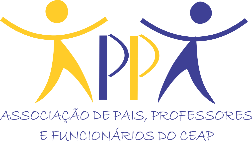 APPA
ASSOCIAÇÃO DE PAIS, PROFESSORES
E FUNCIONÁRIOS DO CEAP